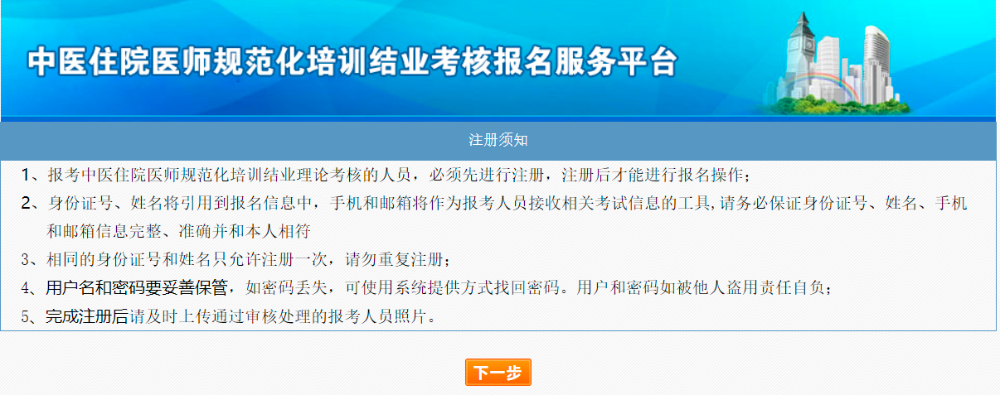 中医住院医师规范化培训结业考核报名服务平台
注册须知
1、报考中医住院医师规范化培训结业理论考核的人员，必须先进行注册，注册后才能进行报名操作；
2、身份证号、姓名将引用到报名信息中，手机和邮箱将作为报考人员接收相关考试信息的工具,请务必保证身份证号、姓名、手机
和邮箱信息完整、准确并和本人相符
3、相同的身份证号和姓名只允许注册一次，请勿重复注册；
4、用户名和密码要妥善保管，如密码丢失，可使用系统提供方式找回密码。用户和密码如被他人盗用责任自负；
5、完成注册后请及时上传通过审核处理的报考人员照片。
下一步